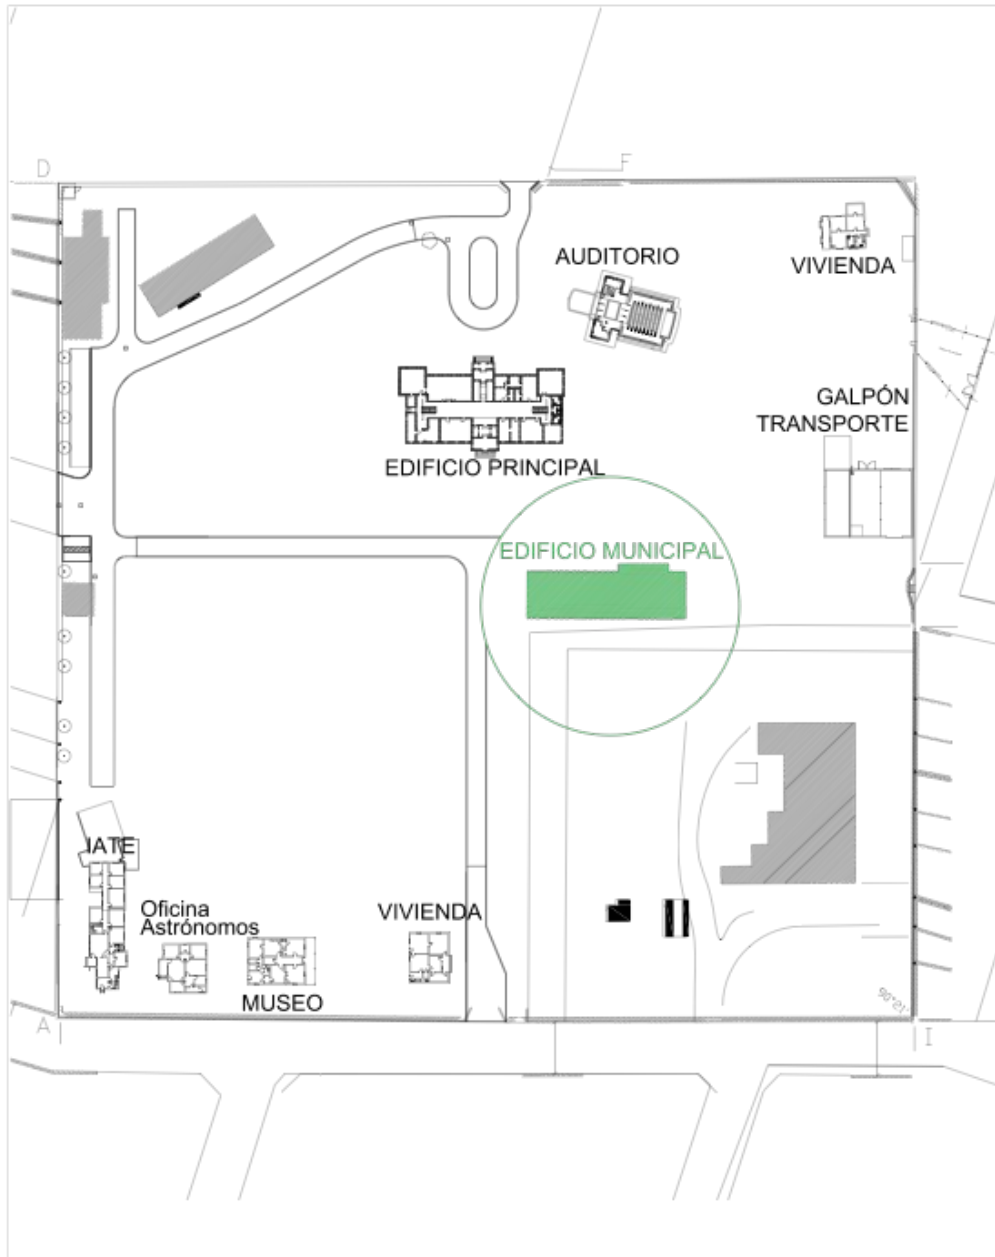 D
F
AUDITORIO
VIVIENDA
GALPÓN
TRANSPORTE
EDIFICIO PRINCIPAL
EDIFICIO MUNICIPAL
IATE
Oficina
Astrónomos
VIVIENDA
MUSEO
A
I